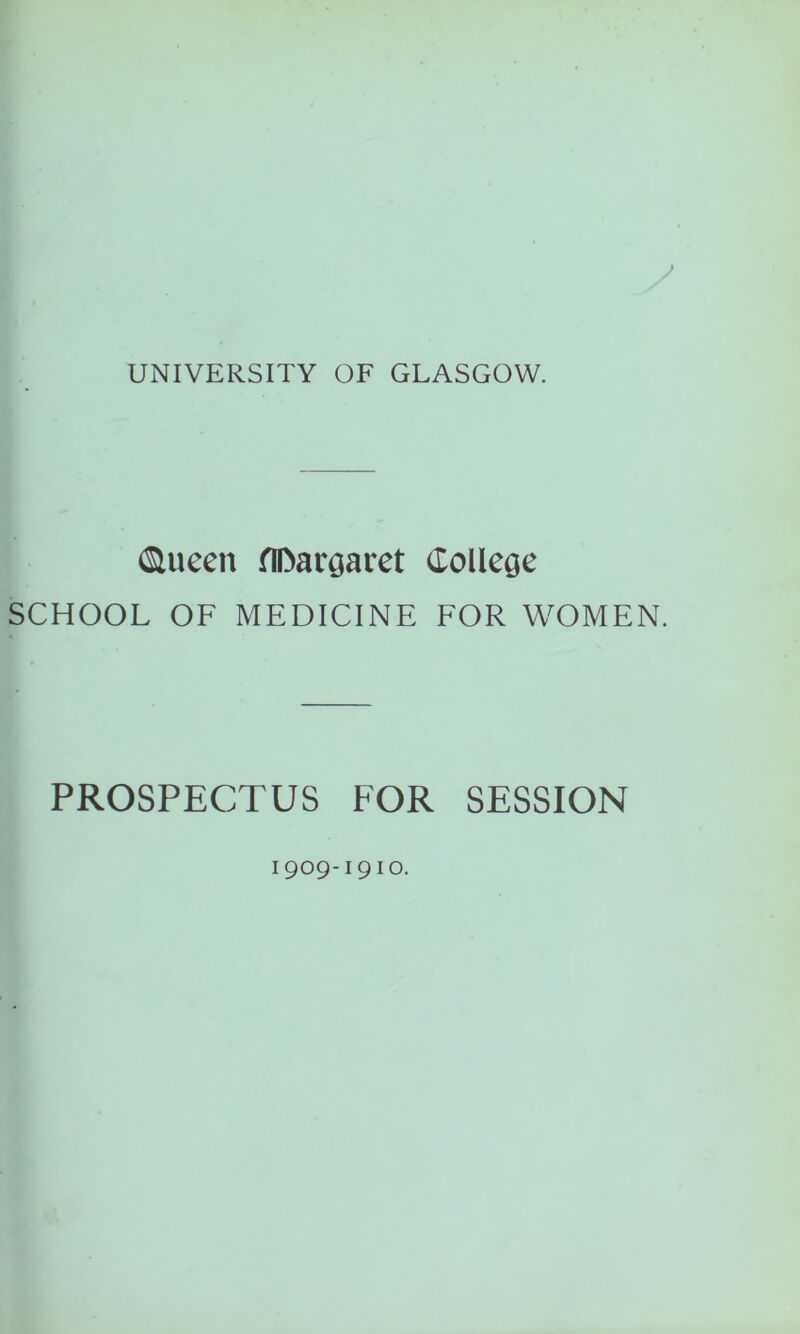 UNIVERSITY OF GLASGOW.
Queen Margaret College
SCHOOL OF MEDICINE FOR WOMEN.
PROSPECTUS FOR SESSION
1909-1910.